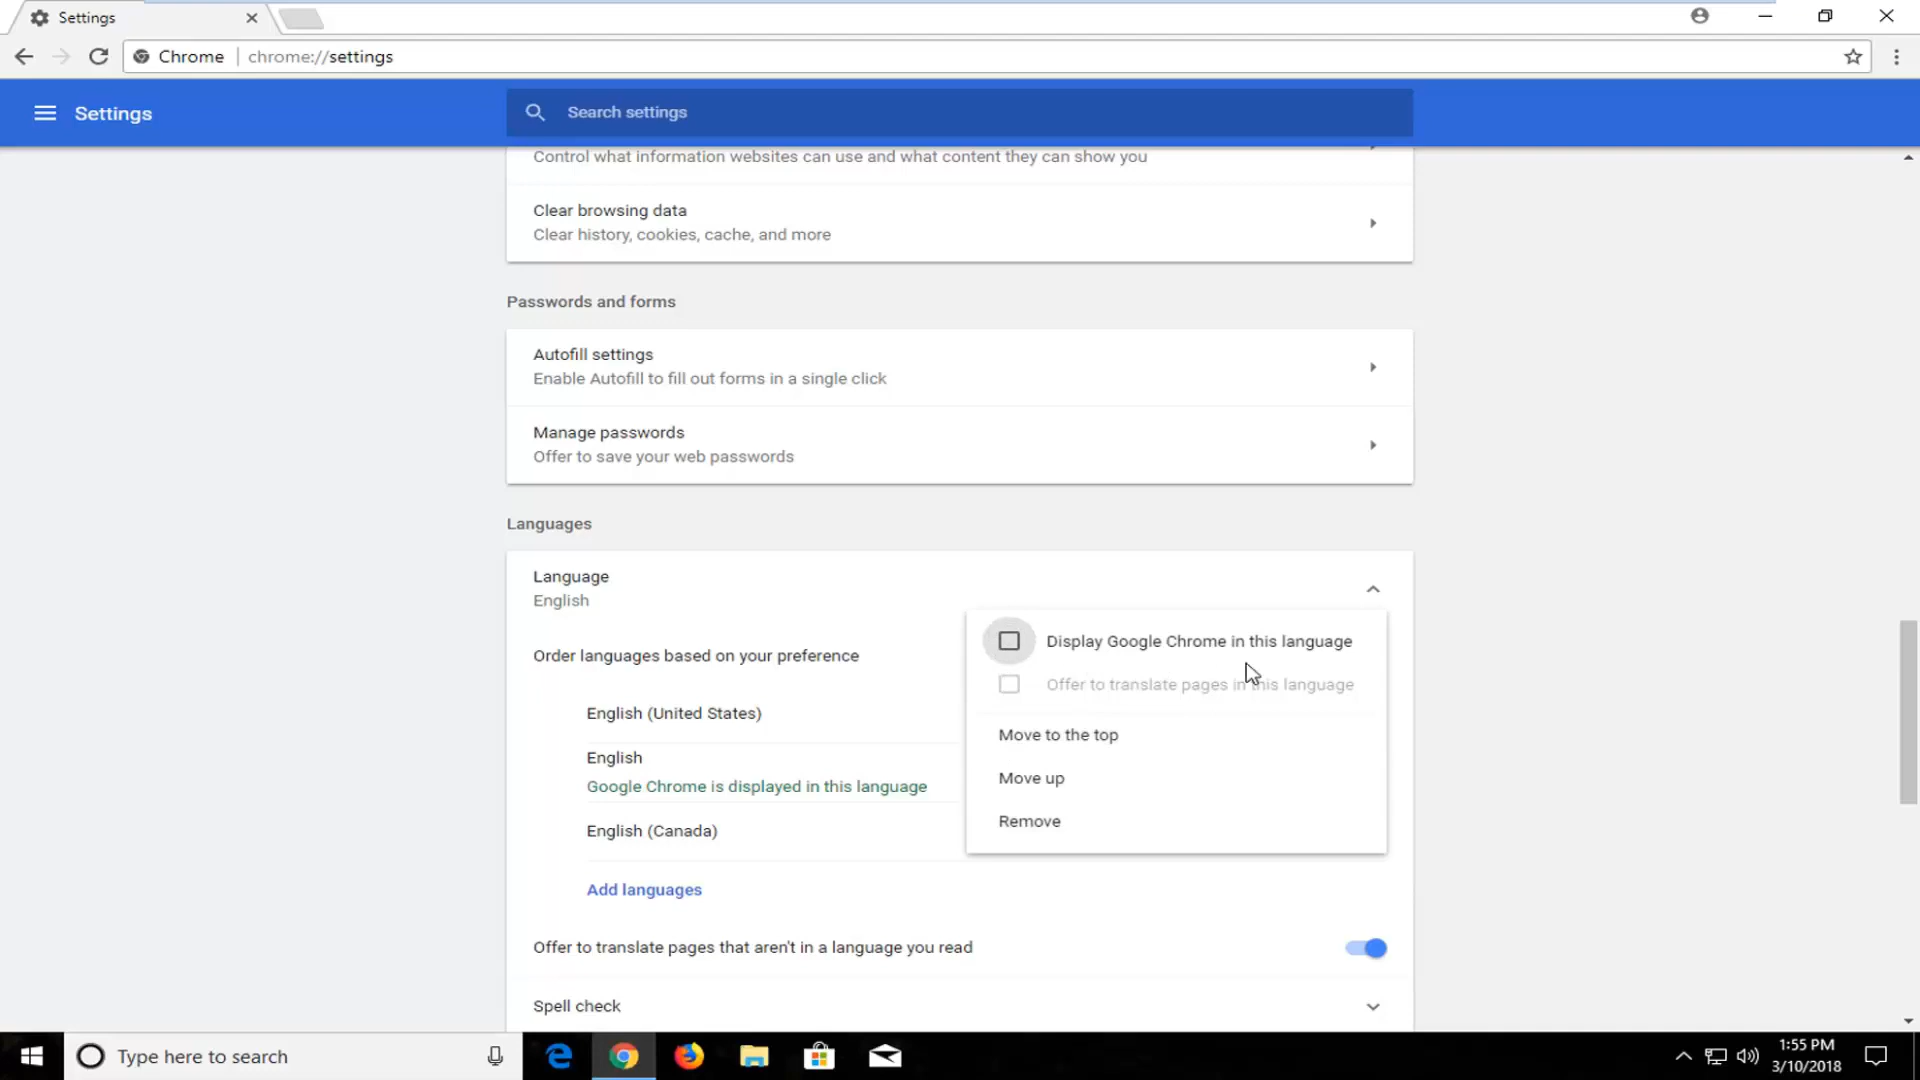 Settings
Chrome
chrome://settings
Settings
Search settings
Control what information websites can use and what content they can show you
Clear browsing data
Clear history, cookies, cache, and more
Passwords and forms
Autofill settings
Enable Autofill to fill out forms in a single click
Manage passwords
Offer to save your web passwords
Languages
Language
English
Order languages based on your preference
English (United States)
English
Google Chrome is displayed in this language
English (Canada)
Add languages
Display Google Chrome in this language
Offer to translate pages in this language
Move to the top
Move up
Remove
Offer to translate pages that aren't in a language you read
Spell check
Type here to search
1:55 PM
3/10/2018